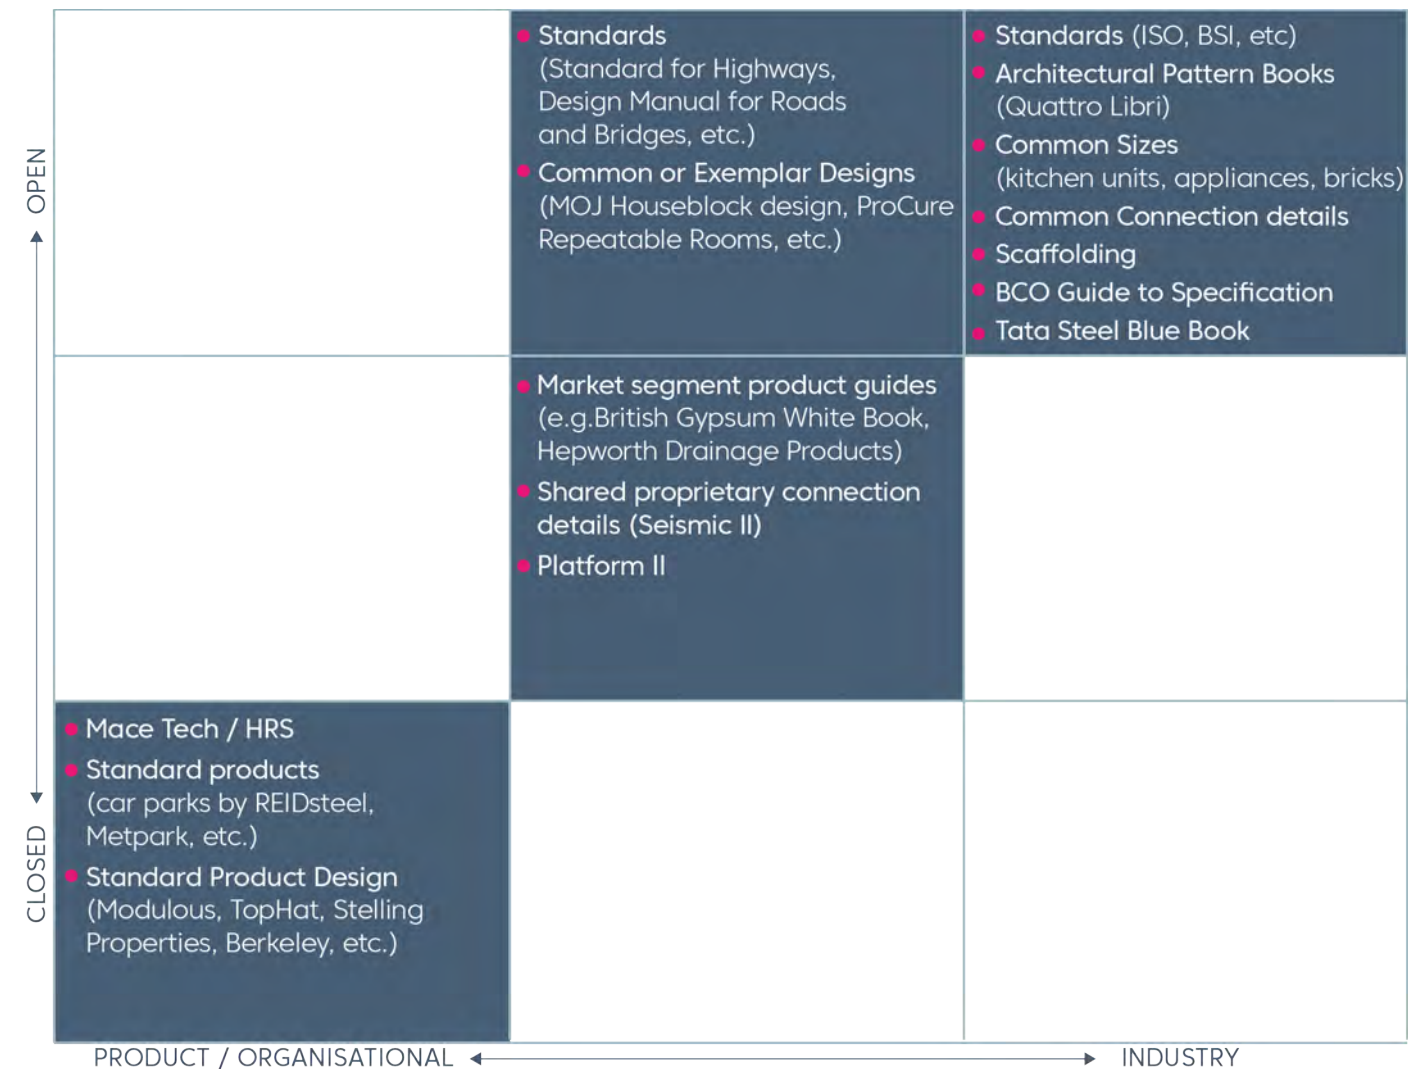 Standards
(Standard for Highways,
Design Manual for Roads
and Bridges, etc.)
Common or Exemplar Designs
(MOJ Houseblock design, ProCure
Repeatable Rooms, etc.)
Standards (ISO, BSI, etc)
Architectural Pattern Books
(Quattro Libri)
Common Sizes
(kitchen units, appliances, bricks)
Common Connection details
Scaffolding
BCO Guide to Specification
Tata Steel Blue Book
OPEN
Market segment product guides
(e.g.British Gypsum White Book,
Hepworth Drainage Products)
Shared proprietary connection
details (Seismic II)
Platform II
CLOSED
Mace Tech / HRS
Standard products
(car parks by REIDsteel,
Metpark, etc.)
Standard Product Design
(Modulous, TopHat, Stelling
Properties, Berkeley, etc.)
PRODUCT / ORGANISATIONAL
INDUSTRY